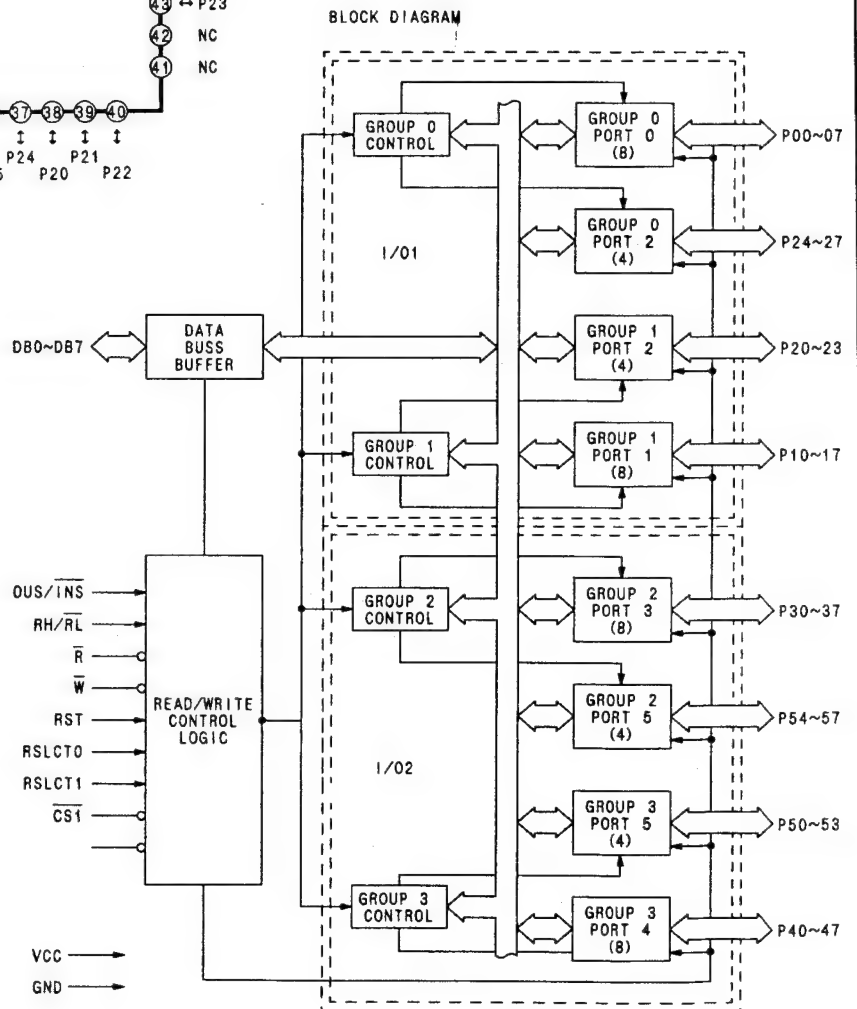 43 ↔ P23
42 NC
41 NC
37 38 39 40
P24 P21
P20 P22
BLOCK DIAGRAM
GROUP 0
CONTROL
GROUP 0
PORT 0
(8)
P00~07
I/O1
GROUP 0
PORT 2
(4)
P24~27
DB0~DB7
DATA
BUSS
BUFFER
GROUP 1
PORT 2
(4)
P20~23
GROUP 1
CONTROL
GROUP 1
PORT 1
(8)
P10~17
OUS/I̅N̅S̅
RH/R̅L̅
R̅
W̅
RST
RSLCT0
RSLCT1
C̅S̅1̅
READ/WRITE
CONTROL
LOGIC
GROUP 2
CONTROL
GROUP 2
PORT 3
(8)
P30~37
I/O2
GROUP 2
PORT 5
(4)
P54~57
GROUP 3
PORT 5
(4)
P50~53
GROUP 3
CONTROL
GROUP 3
PORT 4
(8)
P40~47
VCC
GND